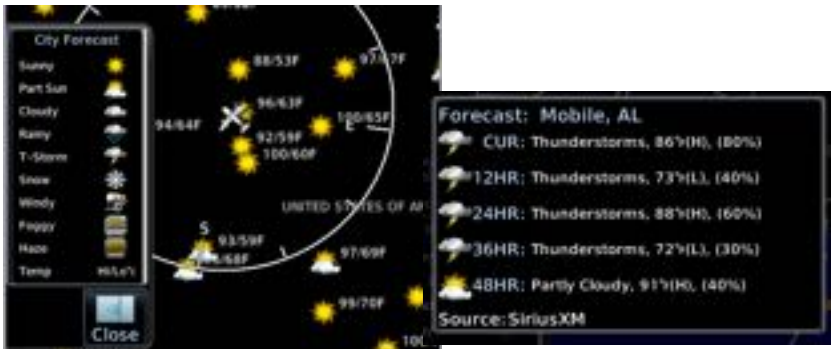 City Forecast
Sunny
Part Sun
Cloudy
Rainy
T-Storm
Snow
Windy
Foggy
Haze
Temp Hi/Lo°F
Close
88/53F
96/63F
94/64F
100/65F
E
92/59F
100/60F
UNITED STATES OF
S
93/59F
97/69F
99/70F
Forecast: Mobile, AL
CUR: Thunderstorms, 86°F(H), (80%)
12HR: Thunderstorms, 73°F(L), (40%)
24HR: Thunderstorms, 88°F(H), (60%)
36HR: Thunderstorms, 72°F(L), (30%)
48HR: Partly Cloudy, 91°F(H), (40%)
Source: SiriusXM